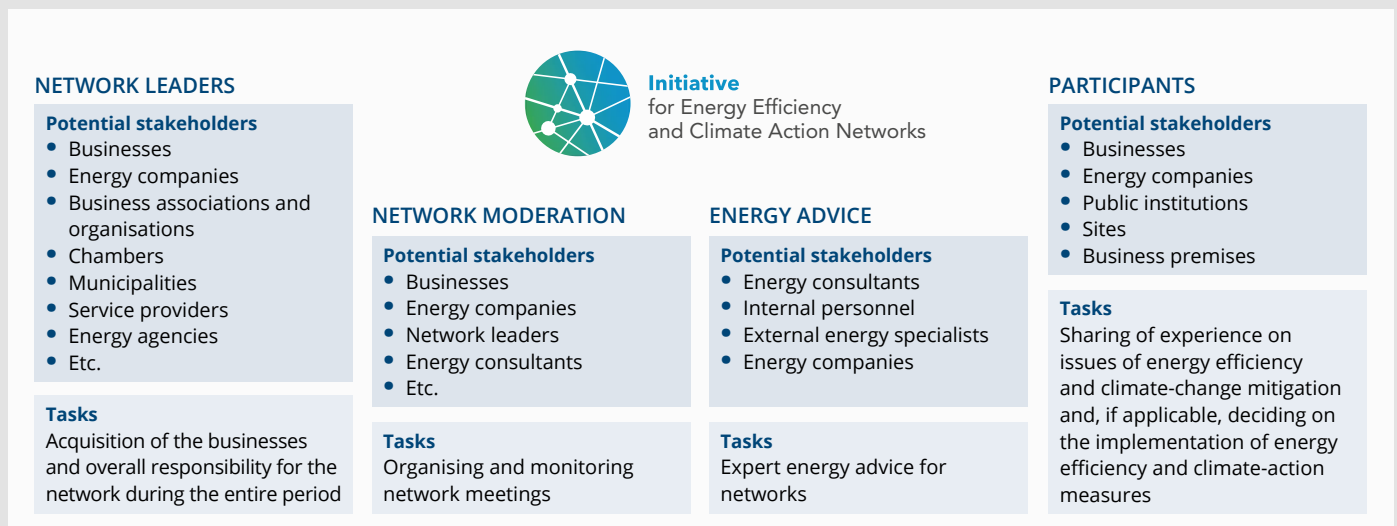 NETWORK LEADERS
Potential stakeholders
• Businesses
• Energy companies
• Business associations and
organisations
• Chambers
• Municipalities
• Service providers
• Energy agencies
• Etc.
Tasks
Acquisition of the businesses
and overall responsibility for the
network during the entire period
Initiative
for Energy Efficiency
and Climate Action Networks
NETWORK MODERATION
Potential stakeholders
• Businesses
• Energy companies
• Network leaders
• Energy consultants
• Etc.
Tasks
Organising and monitoring
network meetings
ENERGY ADVICE
Potential stakeholders
• Energy consultants
• Internal personnel
• External energy specialists
• Energy companies
Tasks
Expert energy advice for
networks
PARTICIPANTS
Potential stakeholders
• Businesses
• Energy companies
• Public institutions
• Sites
• Business premises
Tasks
Sharing of experience on
issues of energy efficiency
and climate-change mitigation
and, if applicable, deciding on
the implementation of energy
efficiency and climate-action
measures